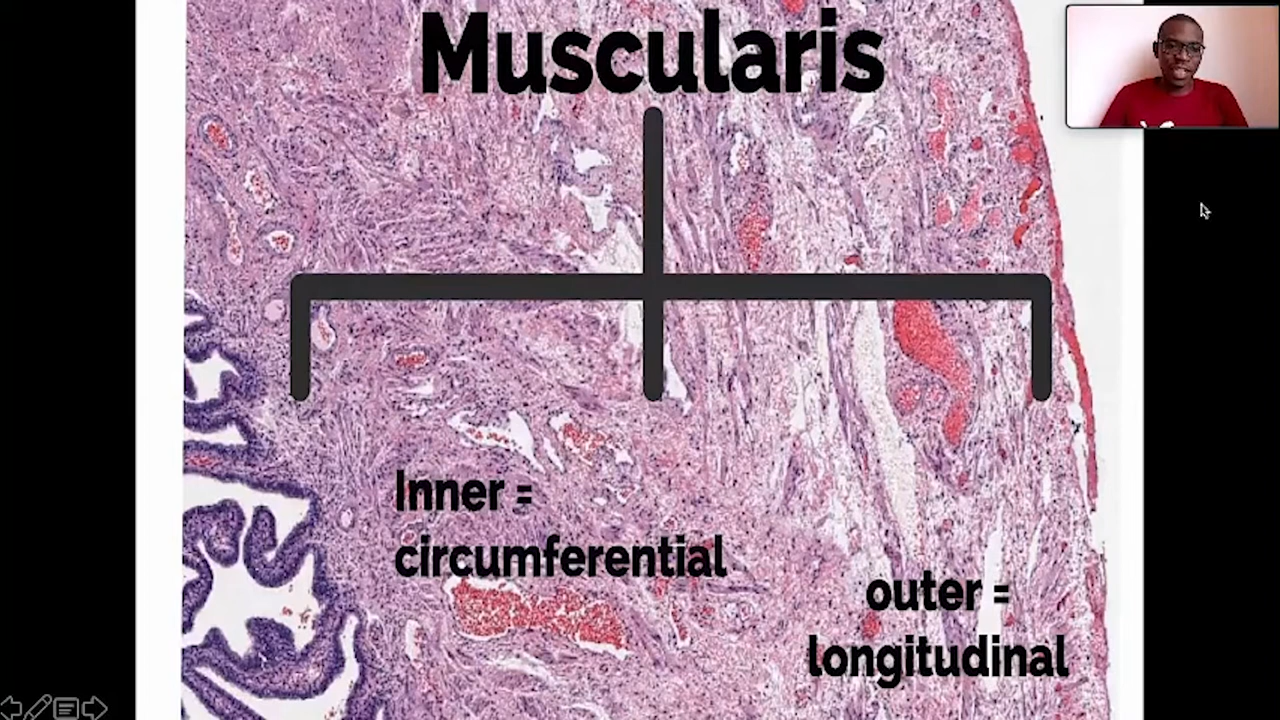 Muscularis
Inner =
circumferential
outer =
longitudinal